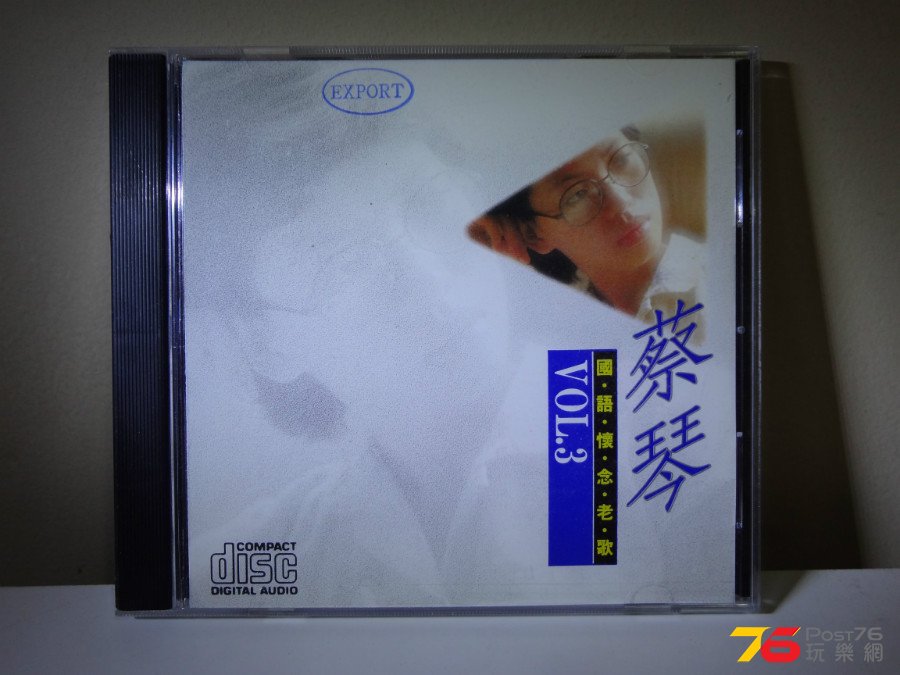 EXPORT
蔡琴
國·語·懷·念·老·歌
VOL.3
COMPACT
disc
DIGITAL AUDIO
76 POST76
玩樂網